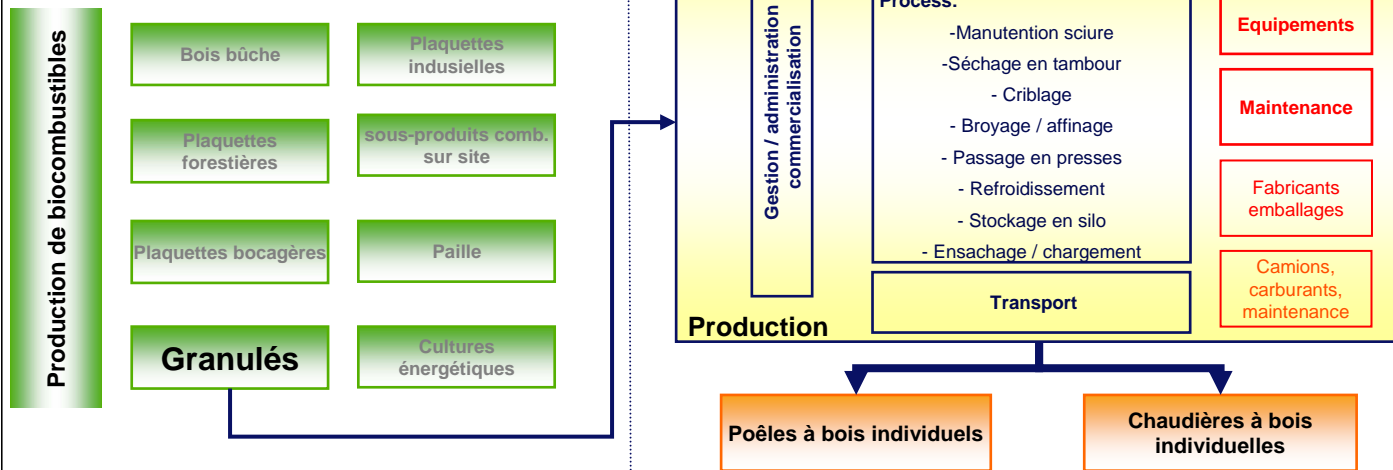 Production de biocombustibles
Bois bûche
Plaquettes
indusielles
Plaquettes
forestières
sous-produits comb.
sur site
Plaquettes bocagères
Paille
Granulés
Cultures
énergétiques
Gestion / administration
commercialisation
Process:
-Manutention sciure
-Séchage en tambour
- Criblage
- Broyage / affinage
- Passage en presses
- Refroidissement
- Stockage en silo
- Ensachage / chargement
Transport
Production
Equipements
Maintenance
Fabricants
emballages
Camions,
carburants,
maintenance
Poêles à bois individuels
Chaudières à bois
individuelles